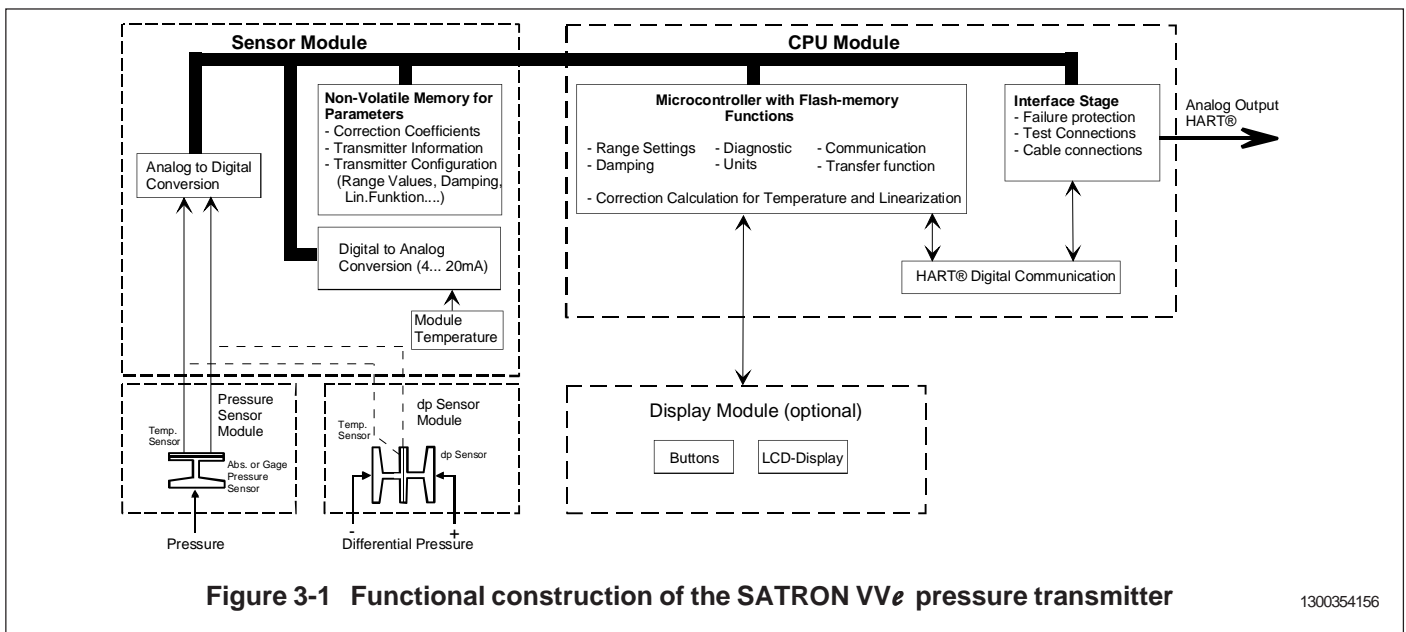 Sensor Module
CPU Module
Non-Volatile Memory for
Parameters
- Correction Coefficients
- Transmitter Information
- Transmitter Configuration
(Range Values, Damping,
Lin.Funktion....)
Analog to Digital
Conversion
Digital to Analog
Conversion (4... 20mA)
Module
Temperature
Microcontroller with Flash-memory
Functions
- Range Settings - Diagnostic - Communication
- Damping - Units - Transfer function
- Correction Calculation for Temperature and Linearization
Interface Stage
- Failure protection
- Test Connections
- Cable connections
Analog Output
HART®
HART® Digital Communication
Pressure
Sensor
Module
Temp.
Sensor
Abs. or Gage
Pressure
Sensor
Pressure
dp Sensor
Module
Temp.
Sensor
dp Sensor
- +
Differential Pressure
Display Module (optional)
Buttons
LCD-Display
Figure 3-1 Functional construction of the SATRON VVe pressure transmitter
1300354156